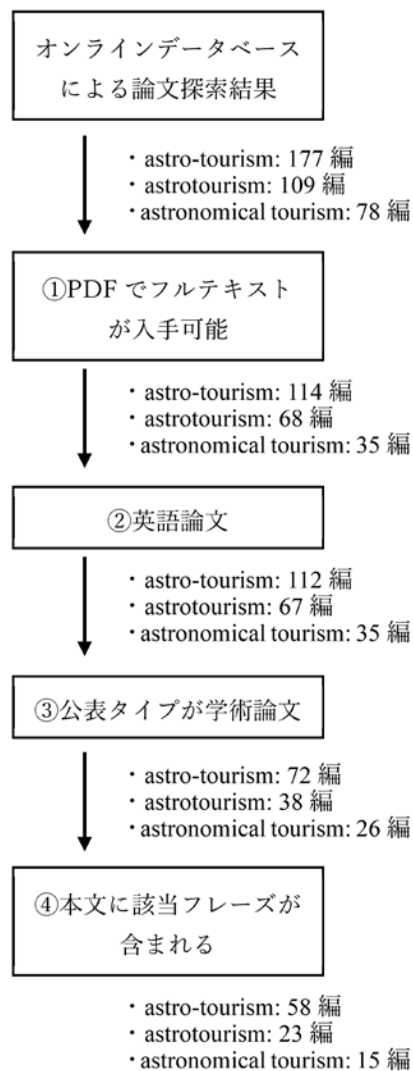 オンラインデータベース
による論文探索結果
・astro-tourism: 177 編
・astrotourism: 109 編
・astronomical tourism: 78 編
①PDF でフルテキスト
が入手可能
・astro-tourism: 114 編
・astrotourism: 68 編
・astronomical tourism: 35 編
②英語論文
・astro-tourism: 112 編
・astrotourism: 67 編
・astronomical tourism: 35 編
③公表タイプが学術論文
・astro-tourism: 72 編
・astrotourism: 38 編
・astronomical tourism: 26 編
④本文に該当フレーズが
含まれる
・astro-tourism: 58 編
・astrotourism: 23 編
・astronomical tourism: 15 編